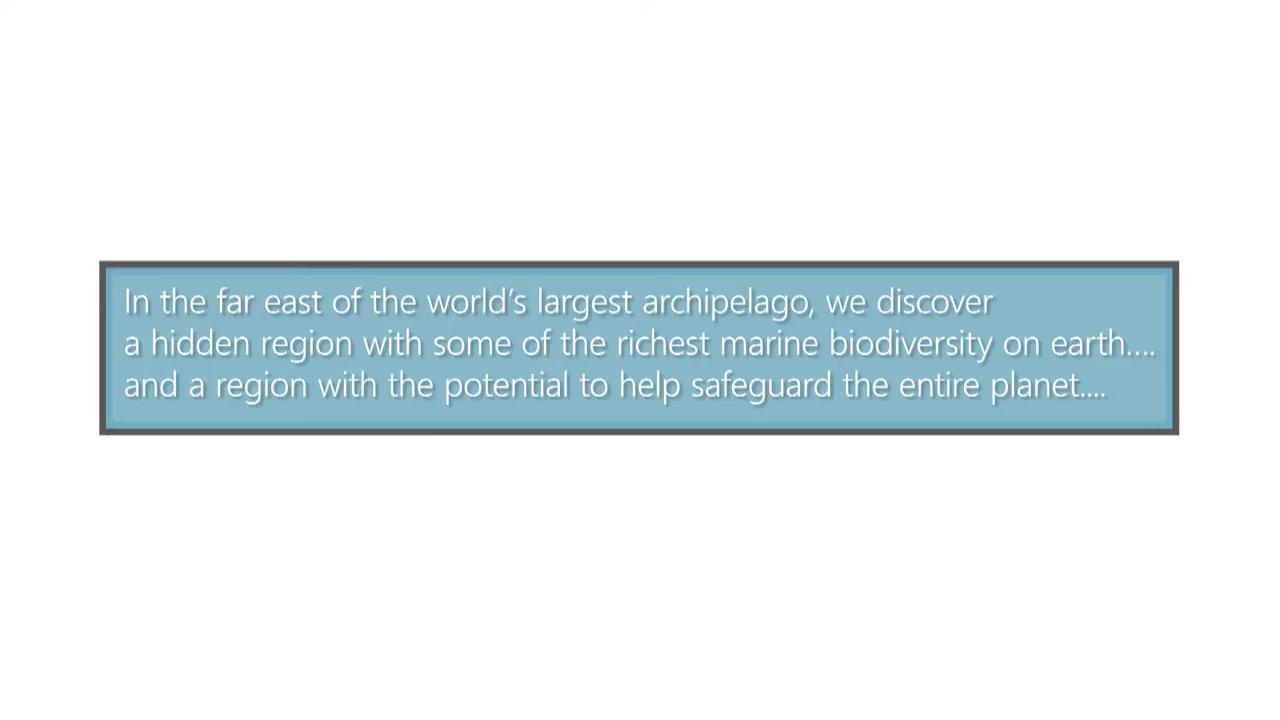 In the far east of the world’s largest archipelago, we discover
a hidden region with some of the richest marine biodiversity on earth....
and a region with the potential to help safeguard the entire planet....